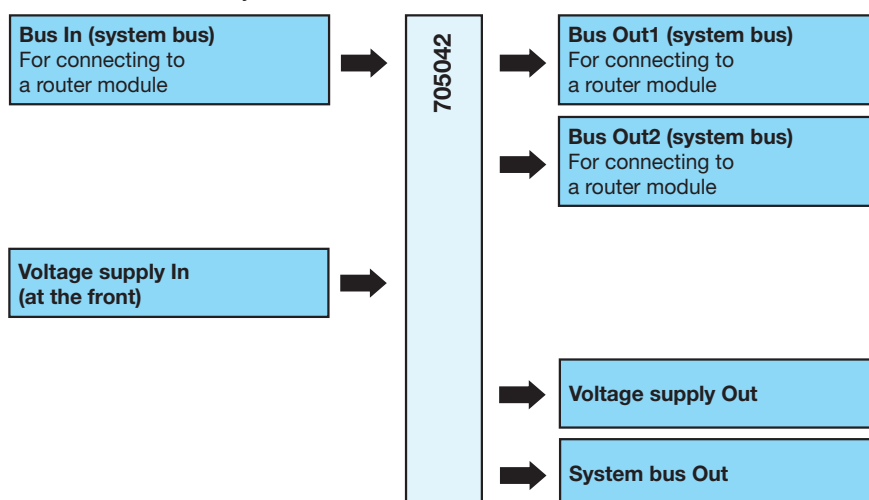 Bus In (system bus)
For connecting to
a router module
Voltage supply In
(at the front)
705042
Bus Out1 (system bus)
For connecting to
a router module
Bus Out2 (system bus)
For connecting to
a router module
Voltage supply Out
System bus Out